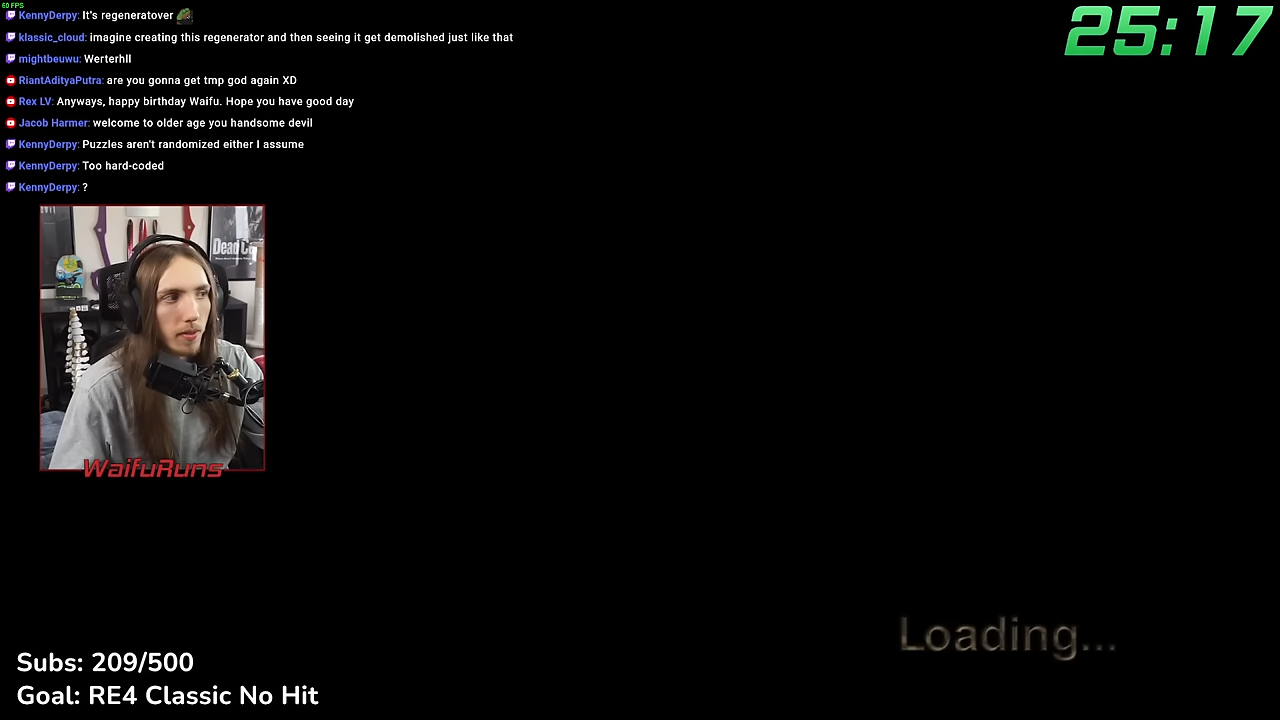 60 FPS
KennyDerpy: It's regeneratover
25:17
klassic_cloud: imagine creating this regenerator and then seeing it get demolished just like that
mightbeuwu: Werterhll
RiantAdityaPutra: are you gonna get tmp god again XD
Rex LV: Anyways, happy birthday Waifu. Hope you have good day
Jacob Harmer: welcome to older age you handsome devil
KennyDerpy: Puzzles aren't randomized either I assume
KennyDerpy: Too hard-coded
KennyDerpy: ?
WaifuRuns
Loading...
Subs: 209/500
Goal: RE4 Classic No Hit